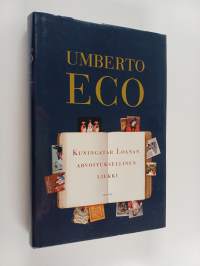 UMBERTO
ECO
KUNINGATAR LOANAN
ARVOITUKSELLINEN
LIEKKI